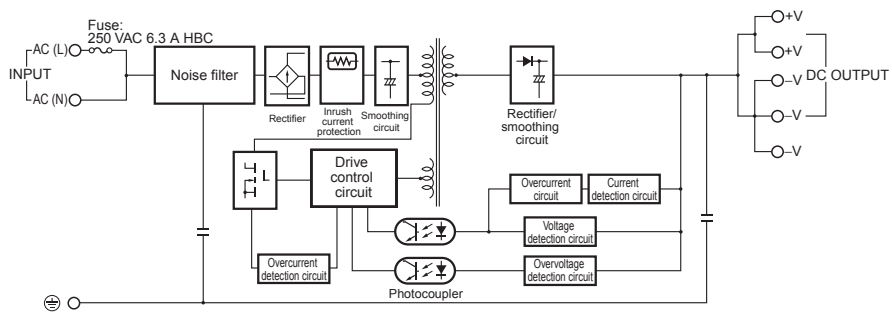 Fuse:
250 VAC 6.3 A HBC
AC (L)
INPUT
AC (N)
Noise filter
Rectifier
Inrush
current
protection
Smoothing
circuit
Rectifier/
smoothing
circuit
+V
+V
−V
DC OUTPUT
−V
−V
Drive
control
circuit
Overcurrent
circuit
Current
detection circuit
Voltage
detection circuit
Overcurrent
detection circuit
Overvoltage
detection circuit
Photocoupler